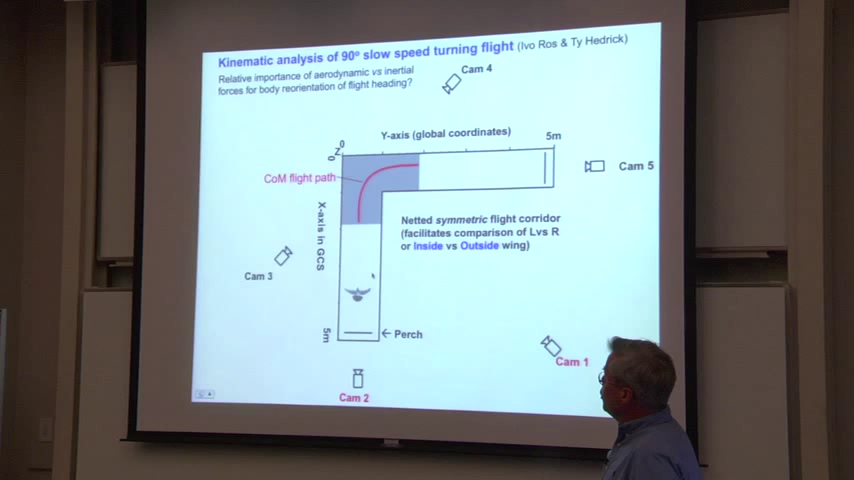 Kinematic analysis of 90º slow speed turning flight (Ivo Ros & Ty Hedrick)
Relative importance of aerodynamic vs inertial
forces for body reorientation of flight heading?
Cam 4
Y-axis (global coordinates)
0
5m
0
Z
CoM flight path
Cam 5
X-axis in GCS
Netted symmetric flight corridor
(facilitates comparison of L vs R
or Inside vs Outside wing)
Cam 3
5m
← Perch
Cam 1
Cam 2